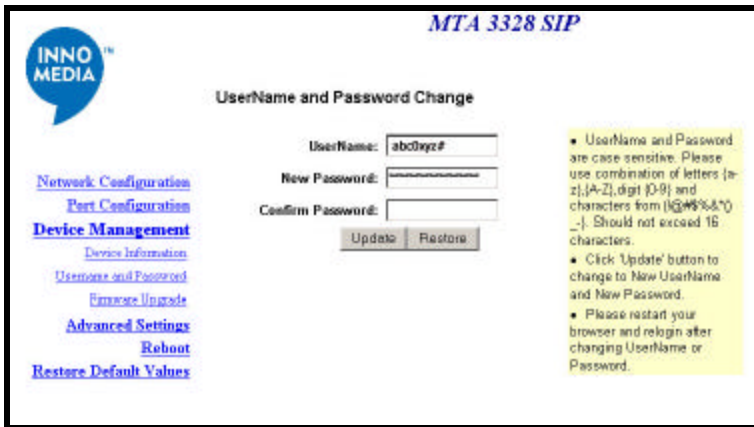 MTA 3328 SIP
INNO
MEDIA
TM
UserName and Password Change
UserName: abc0xyz#
New Password:
Confirm Password:
Update Restore
Network Configuration
Port Configuration
Device Management
Device Information
Username and Password
Firmware Upgrade
Advanced Settings
Reboot
Restore Default Values
• UserName and Password
are case sensitive. Please
use combination of letters {a-
z},{A-Z},digit {0-9} and
characters from {!@#$%&*()
_-}. Should not exceed 16
characters.
• Click 'Update' button to
change to New UserName
and New Password.
• Please restart your
browser and relogin after
changing UserName or
Password.